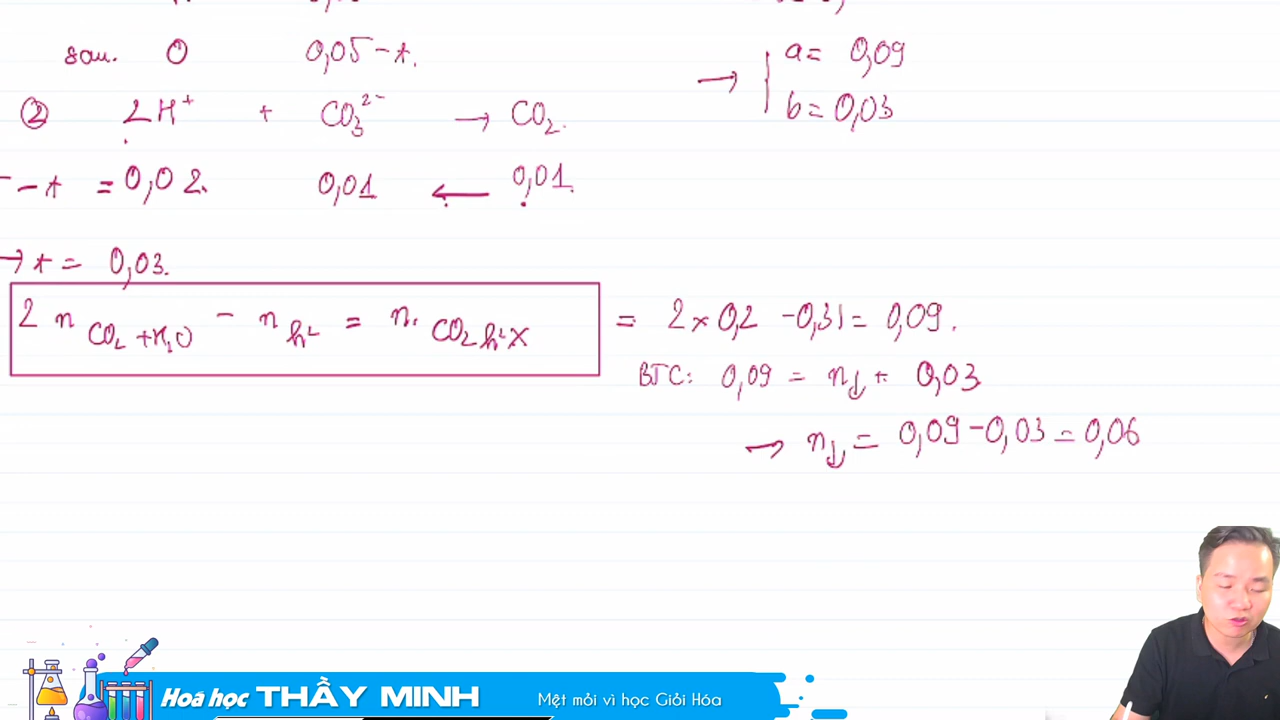 sau. 0 0,05 - x.
② 2H⁺ + CO₃²⁻ → CO₂.
- x = 0,02. 0,01 ← 0,01.
→ x = 0,03.
→ { a = 0,09
b = 0,03
2 n CO₂ + H₂O - n h² = n CO₂ h² X = 2 × 0,2 - 0,31 = 0,09.
BTC: 0,09 = n↓ + 0,03
→ n↓ = 0,09 - 0,03 = 0,06
Hoá học THẦY MINH Mệt mỏi vì học Giỏi Hóa